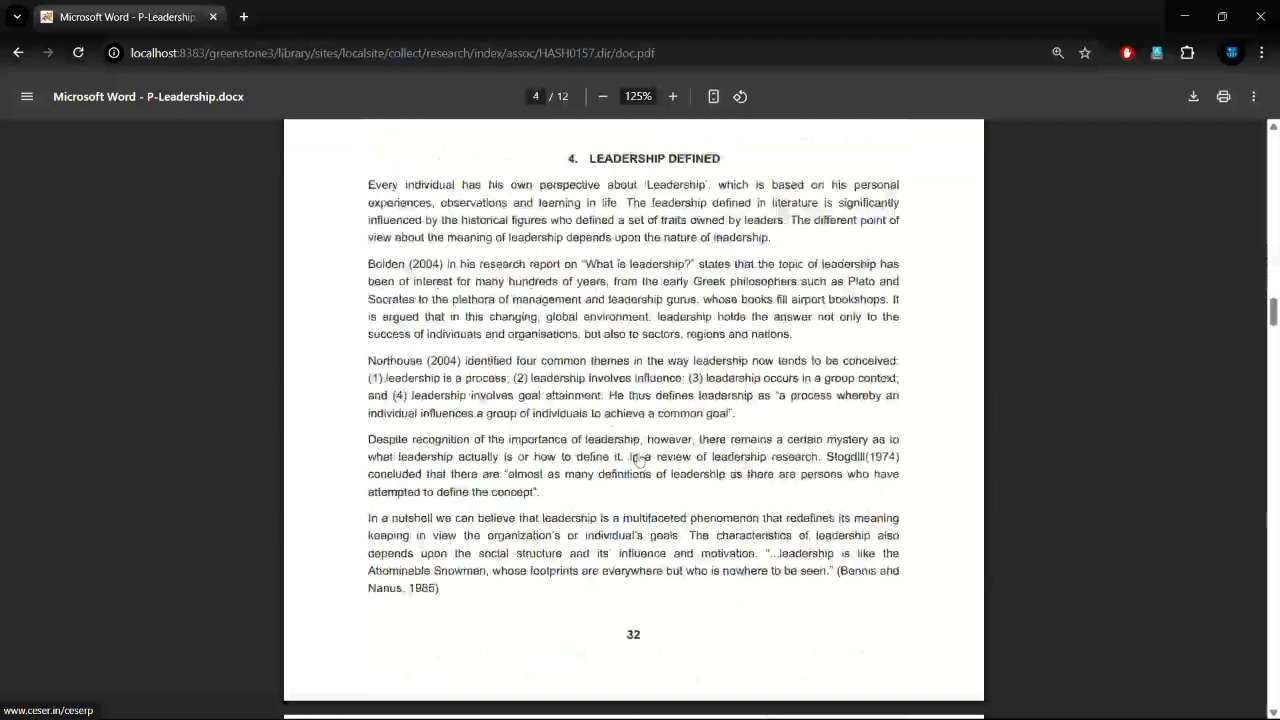 Microsoft Word - P-Leadership
localhost:8383/greenstone3/library/sites/localsite/collect/research/index/assoc/HASH0157.dir/doc.pdf
Microsoft Word - P-Leadership.docx
4 / 12
125%
4. LEADERSHIP DEFINED
Every individual has his own perspective about 'Leadership', which is based on his personal
experiences, observations and learning in life. The leadership defined in literature is significantly
influenced by the historical figures who defined a set of traits owned by leaders. The different point of
view about the meaning of leadership depends upon the nature of leadership.
Bolden (2004) in his research report on "What is leadership?" states that the topic of leadership has
been of interest for many hundreds of years, from the early Greek philosophers such as Plato and
Socrates to the plethora of management and leadership gurus, whose books fill airport bookshops. It
is argued that in this changing, global environment, leadership holds the answer not only to the
success of individuals and organisations, but also to sectors, regions and nations.
Northouse (2004) identified four common themes in the way leadership now tends to be conceived:
(1) leadership is a process; (2) leadership involves influence; (3) leadership occurs in a group context;
and (4) leadership involves goal attainment. He thus defines leadership as "a process whereby an
individual influences a group of individuals to achieve a common goal".
Despite recognition of the importance of leadership, however, there remains a certain mystery as to
what leadership actually is or how to define it. In a review of leadership research, Stogdill(1974)
concluded that there are "almost as many definitions of leadership as there are persons who have
attempted to define the concept".
In a nutshell we can believe that leadership is a multifaceted phenomenon that redefines its meaning
keeping in view the organization's or individual's goals. The characteristics of leadership also
depends upon the social structure and its' influence and motivation. "...leadership is like the
Abominable Snowmen, whose footprints are everywhere but who is nowhere to be seen." (Bennis and
Nanus, 1985)
32
www.ceser.in/ceserp